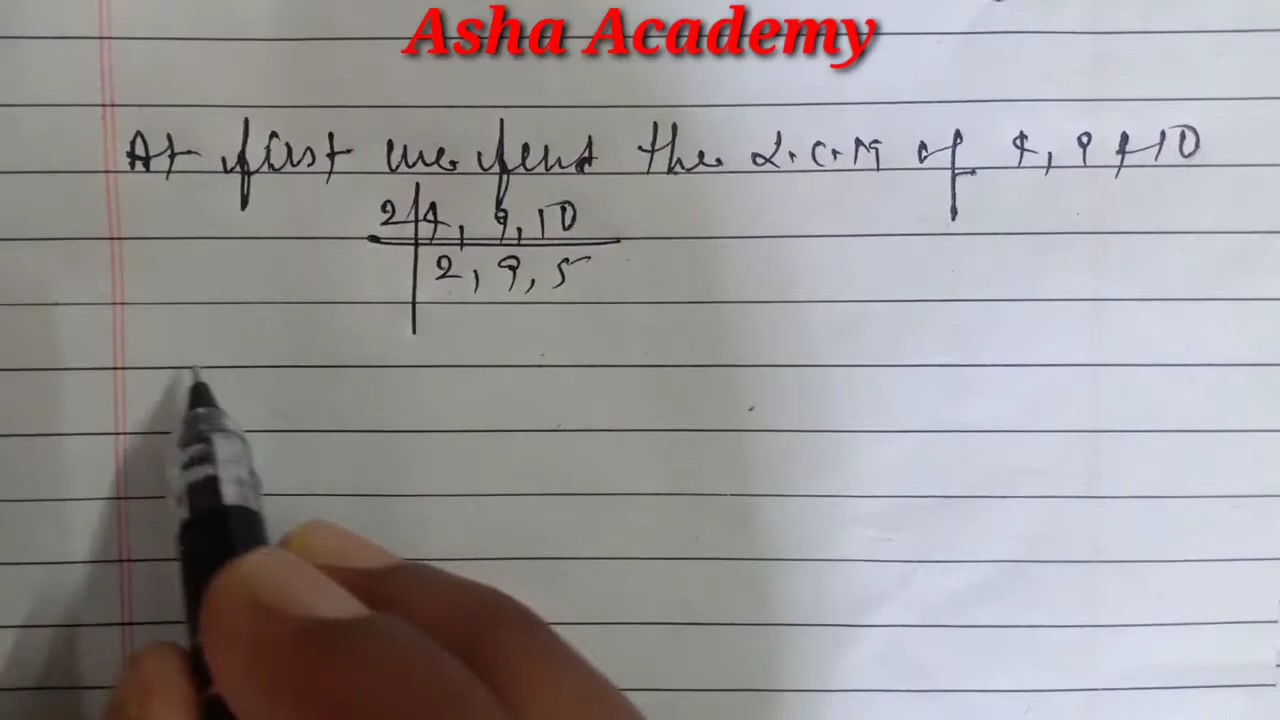 Asha Academy
At first we find the L.C.M of 4, 9 & 10
2 4, 9, 10
2, 9, 5